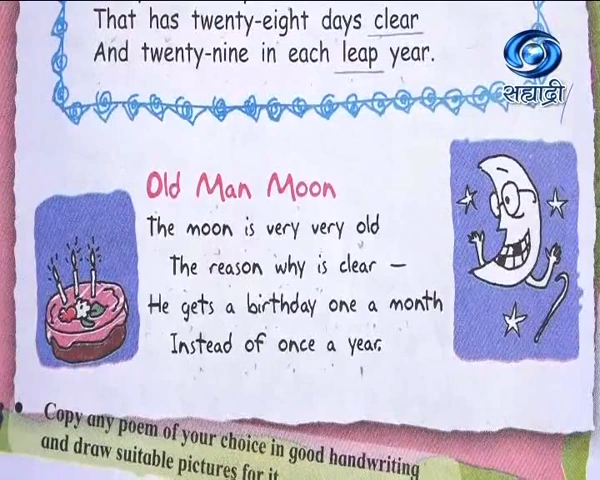 That has twenty-eight days clear
And twenty-nine in each leap year.
सह्याद्री
Old Man Moon
The moon is very very old
The reason why is clear —
He gets a birthday one a month
Instead of once a year.
• Copy any poem of your choice in good handwriting
and draw suitable pictures for it